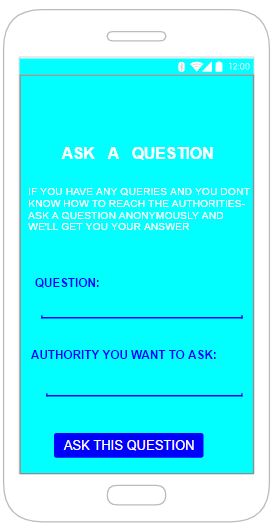 12:00
ASK A QUESTION
IF YOU HAVE ANY QUERIES AND YOU DONT
KNOW HOW TO REACH THE AUTHORITIES-
ASK A QUESTION ANONYMOUSLY AND
WE'LL GET YOU YOUR ANSWER
QUESTION:
AUTHORITY YOU WANT TO ASK:
ASK THIS QUESTION